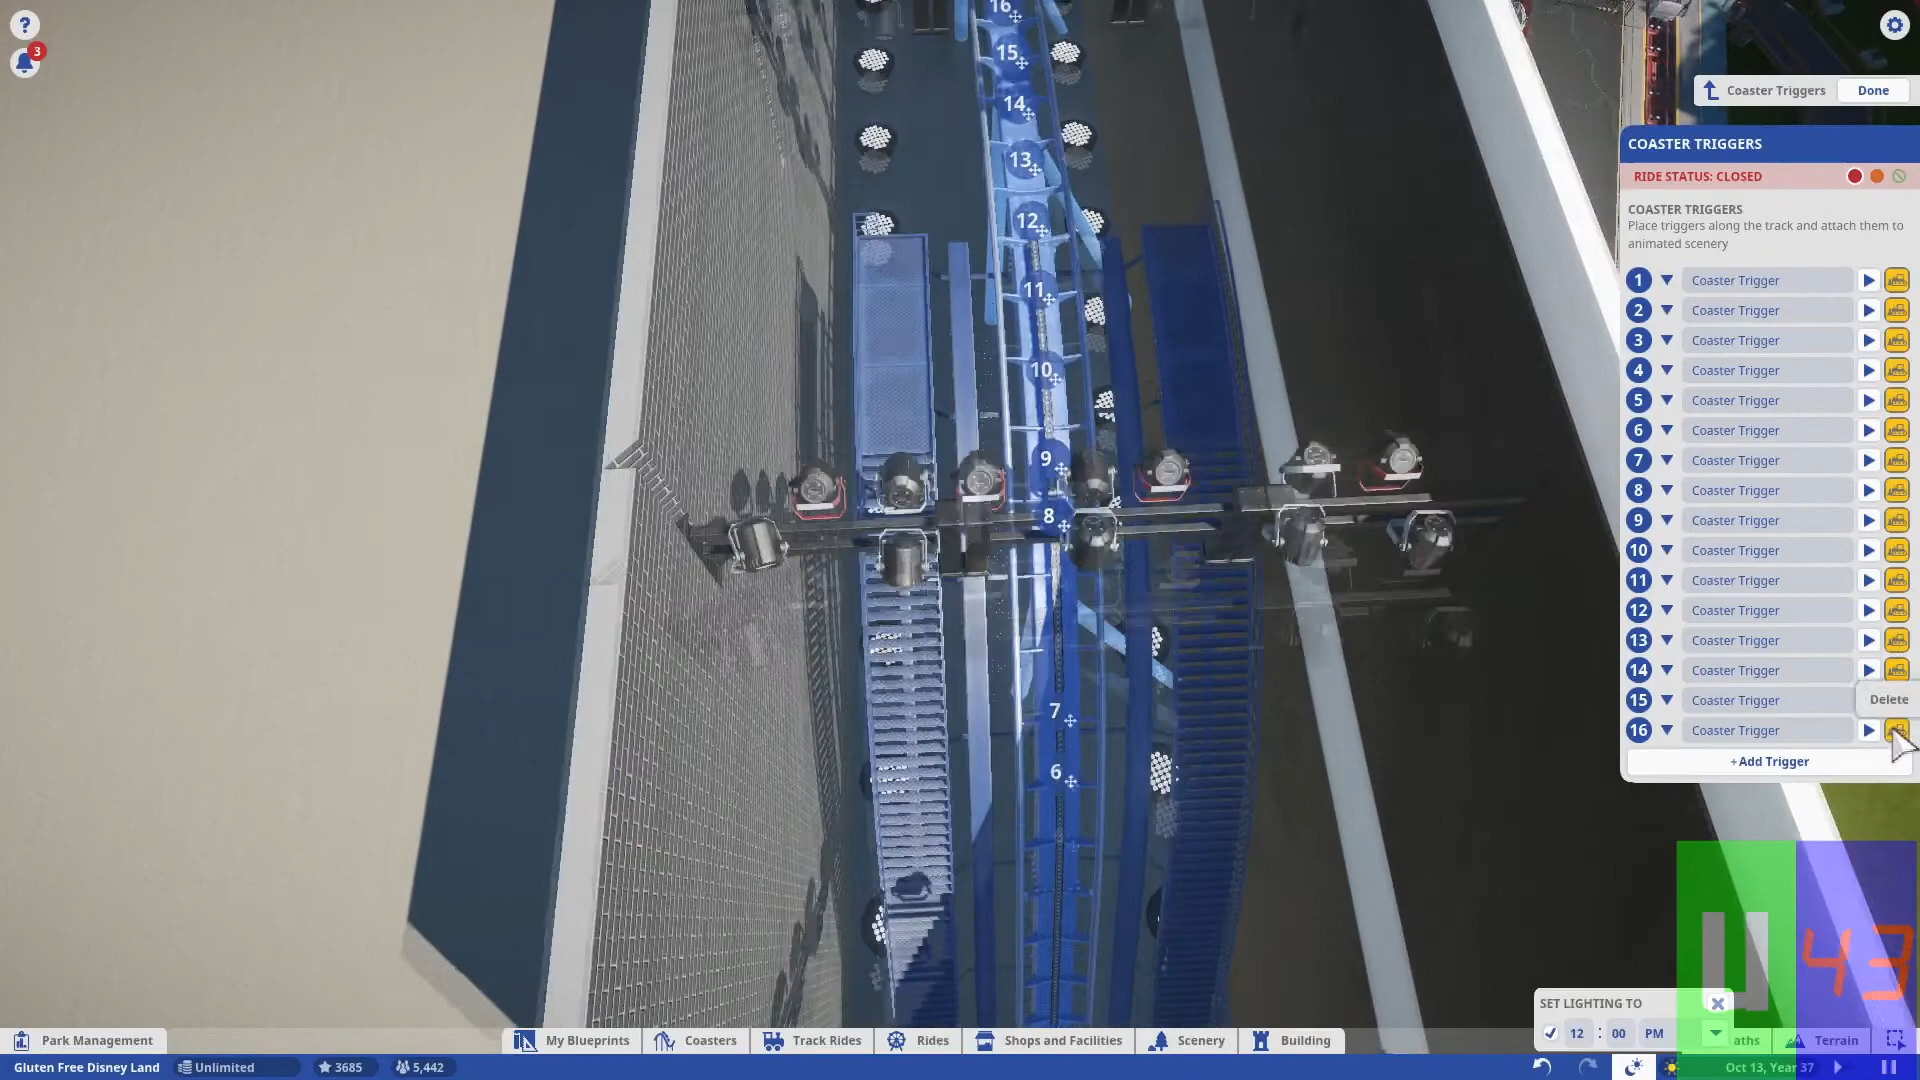 ?
3
Coaster Triggers Done
COASTER TRIGGERS
RIDE STATUS: CLOSED
COASTER TRIGGERS
Place triggers along the track and attach them to
animated scenery
1 Coaster Trigger
2 Coaster Trigger
3 Coaster Trigger
4 Coaster Trigger
5 Coaster Trigger
6 Coaster Trigger
7 Coaster Trigger
8 Coaster Trigger
9 Coaster Trigger
10 Coaster Trigger
11 Coaster Trigger
12 Coaster Trigger
13 Coaster Trigger
14 Coaster Trigger
15 Coaster Trigger Delete
16 Coaster Trigger
+ Add Trigger
16
15
14
13
12
11
10
9
8
7
6
43
SET LIGHTING TO
12 : 00 PM
Park Management My Blueprints Coasters Track Rides Rides Shops and Facilities Scenery Building aths Terrain
Gluten Free Disney Land Unlimited 3685 5,442 Oct 13, Year 37